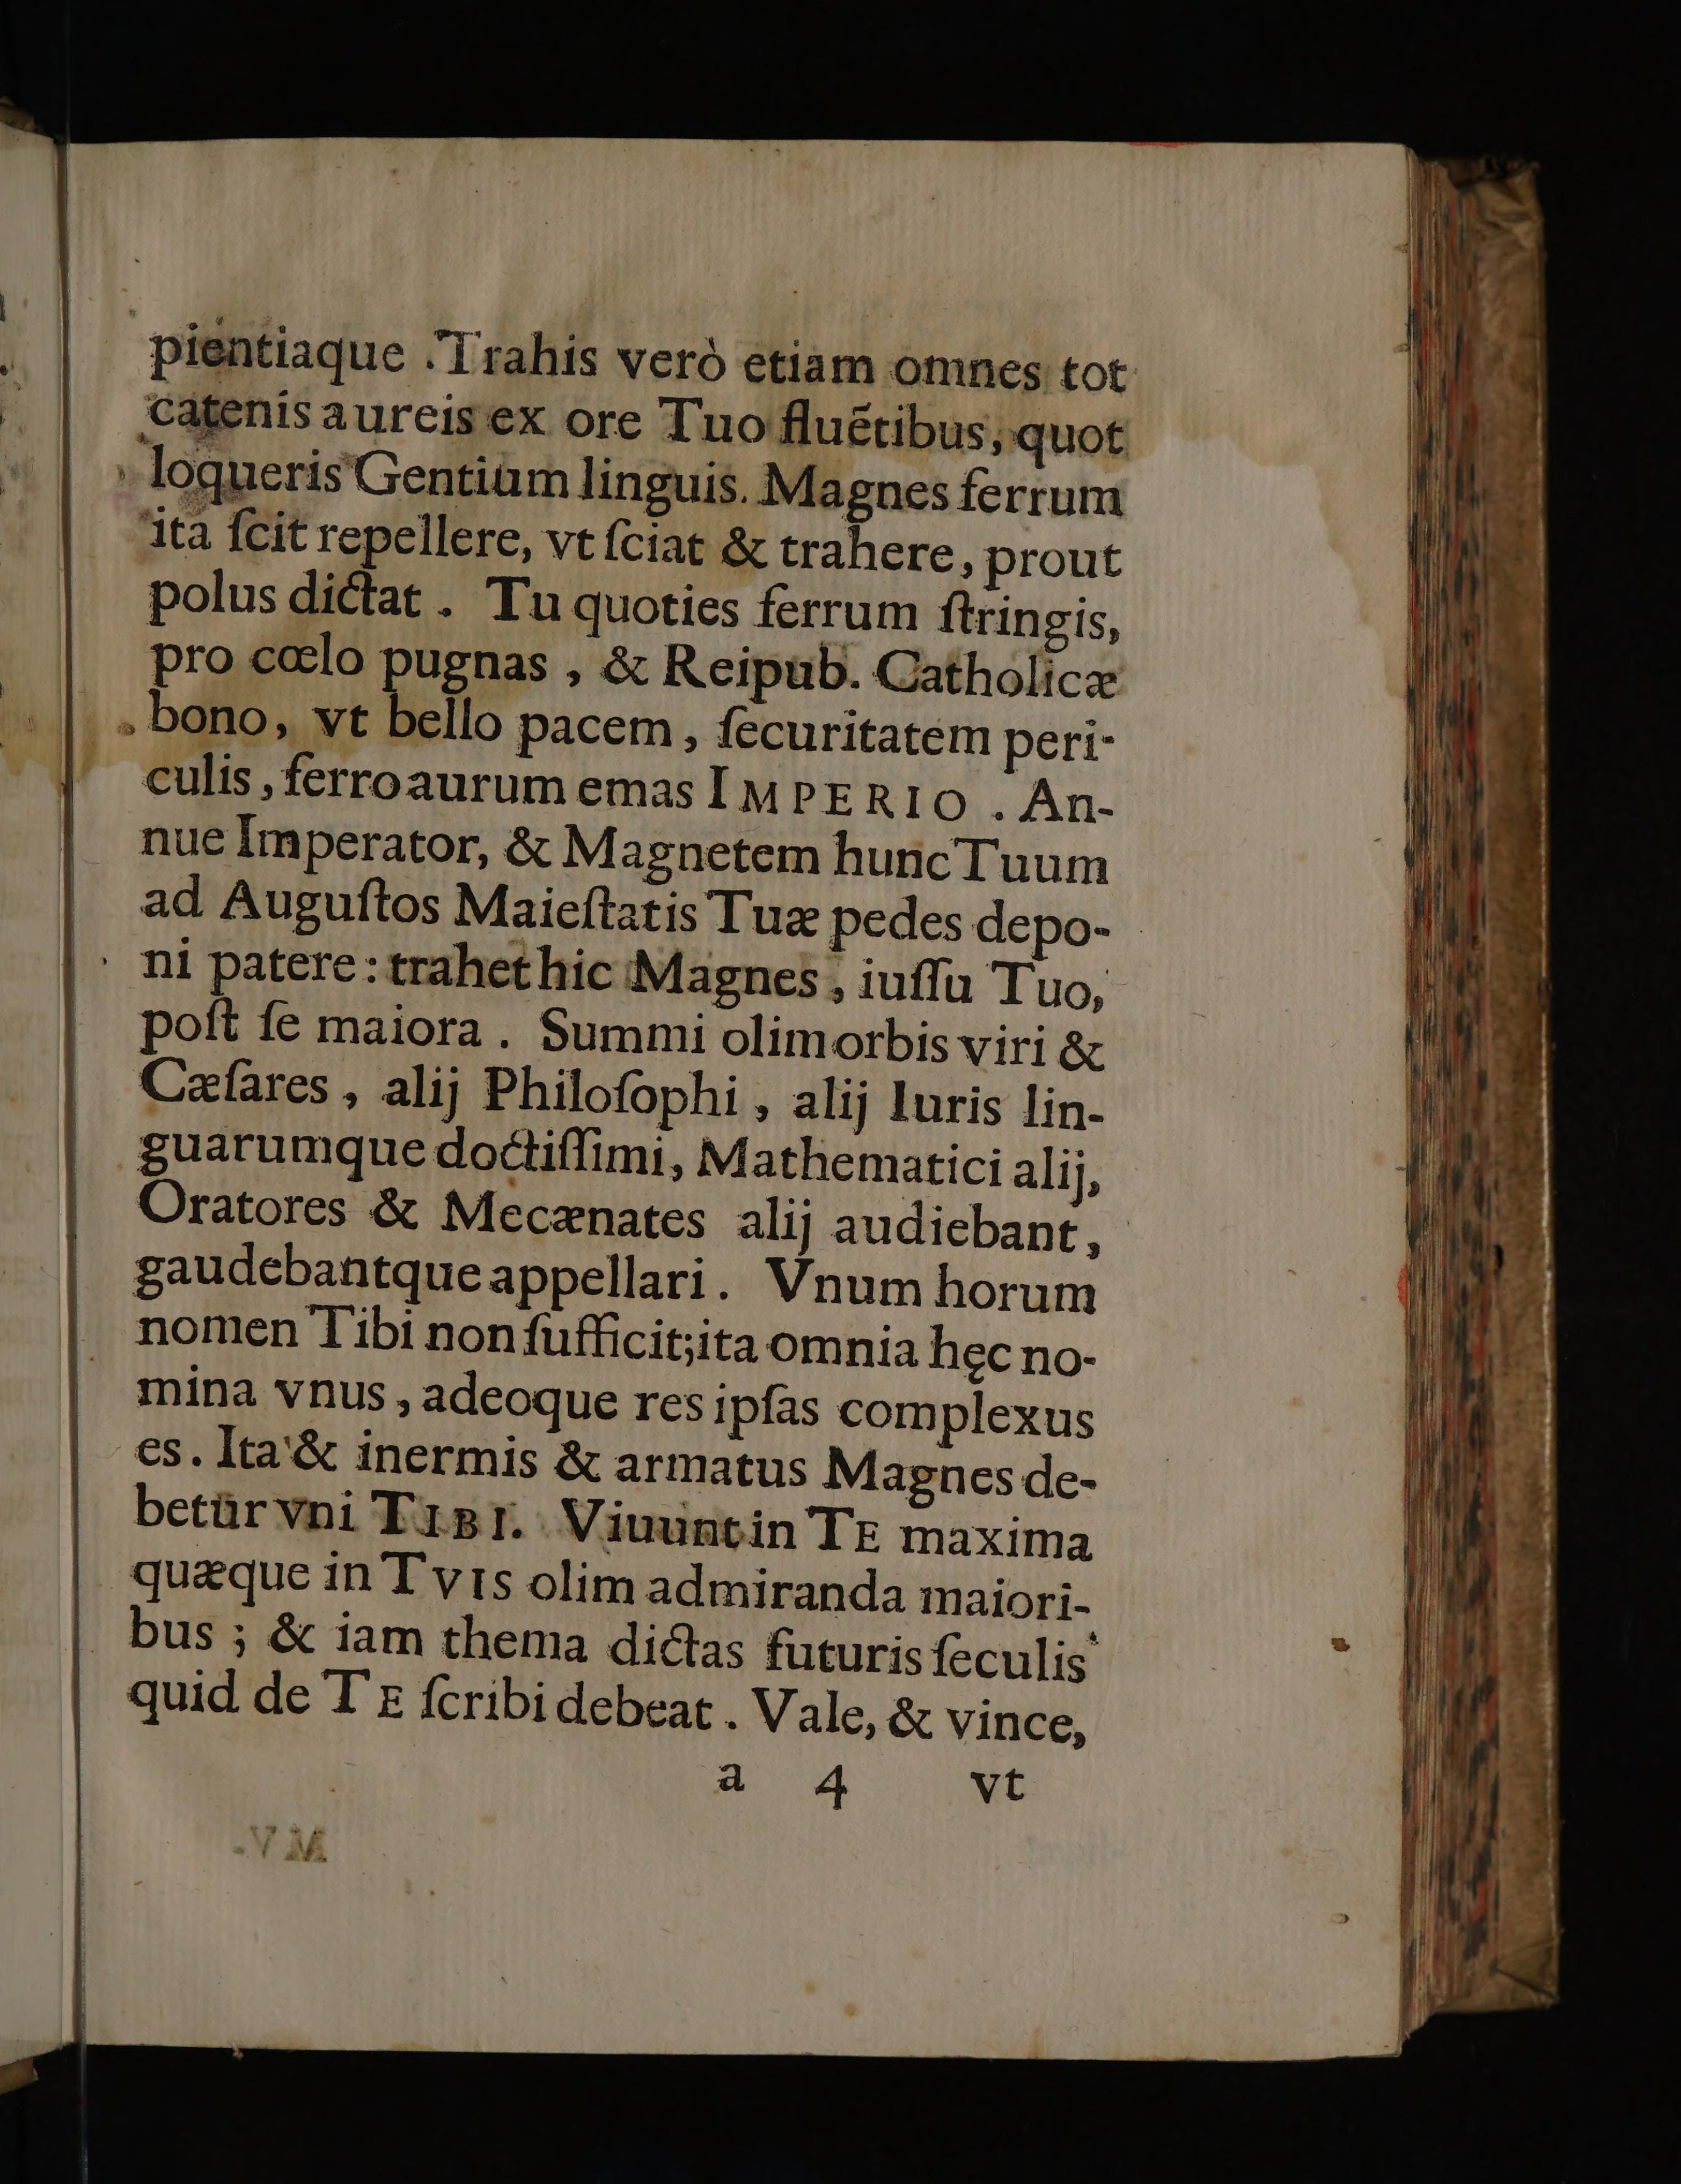 pientiaque . Trahis verò etiam omnes tot
catenis aureis ex ore Tuo fluẽtibus, quot
loqueris Gentium linguis. Magnes ferrum
ita ſcit repellere, vt ſciat & trahere, prout
polus dictat . Tu quoties ferrum ſtringis,
pro cœlo pugnas , & Reipub. Catholicæ
bono, vt bello pacem , ſecuritatem peri-
culis , ferro aurum emas IMPERIO . An-
nue Imperator, & Magnetem hunc Tuum
ad Auguſtos Maieſtatis Tuæ pedes depo-
ni patere : trahet hic Magnes , iuſſu Tuo,
poſt ſe maiora . Summi olim orbis viri &
Cæſares , alij Philoſophi , alij Iuris lin-
guarumque doctiſſimi, Mathematici alij,
Oratores & Mecænates alij audiebant ,
gaudebantque appellari . Vnum horum
nomen Tibi non ſufficit; ita omnia hęc no-
mina vnus , adeoque res ipſas complexus
es . Ita & inermis & armatus Magnes de-
betur vni TIBI. Viuunt in TE maxima
quæque in TVIS olim admiranda maiori-
bus ; & iam thema dictas futuris ſeculis
quid de TE ſcribi debeat . Vale, & vince,
a 4 vt